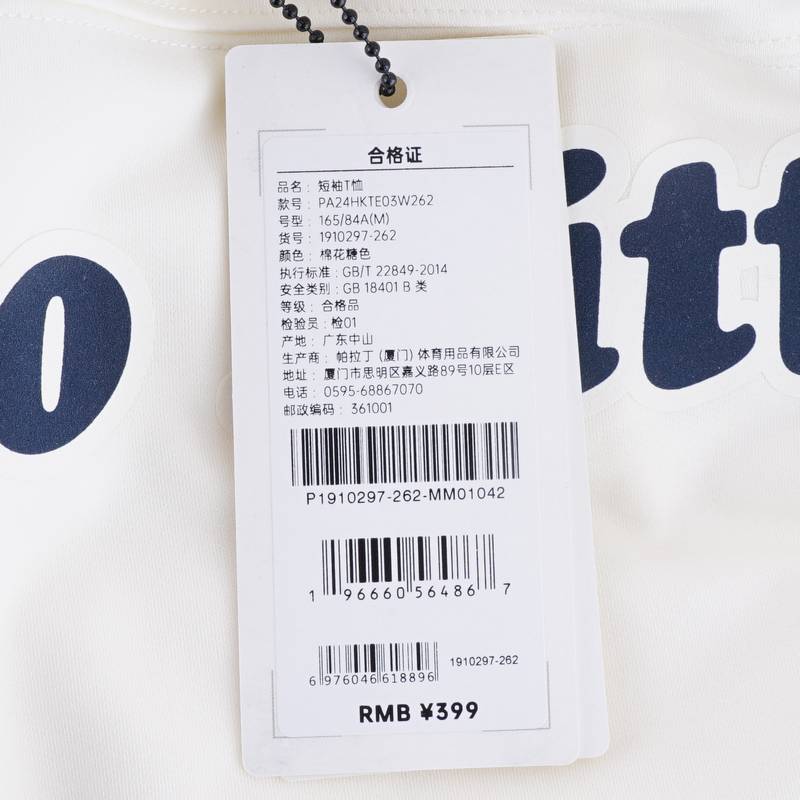 合格证
品名： 短袖T恤
款号： PA24HKTE03W262
号型： 165/84A(M)
货号： 1910297-262
颜色： 棉花糖色
执行标准： GB/T 22849-2014
安全类别： GB 18401 B 类
等级： 合格品
检验员： 检01
产地： 广东中山
生产商： 帕拉丁（厦门）体育用品有限公司
地址： 厦门市思明区嘉义路89号10层E区
电话： 0595-68867070
邮政编码： 361001
P1910297-262-MM01042
1 96660 56486 7
6 976046 618896
1910297-262
RMB ¥399
o
itt